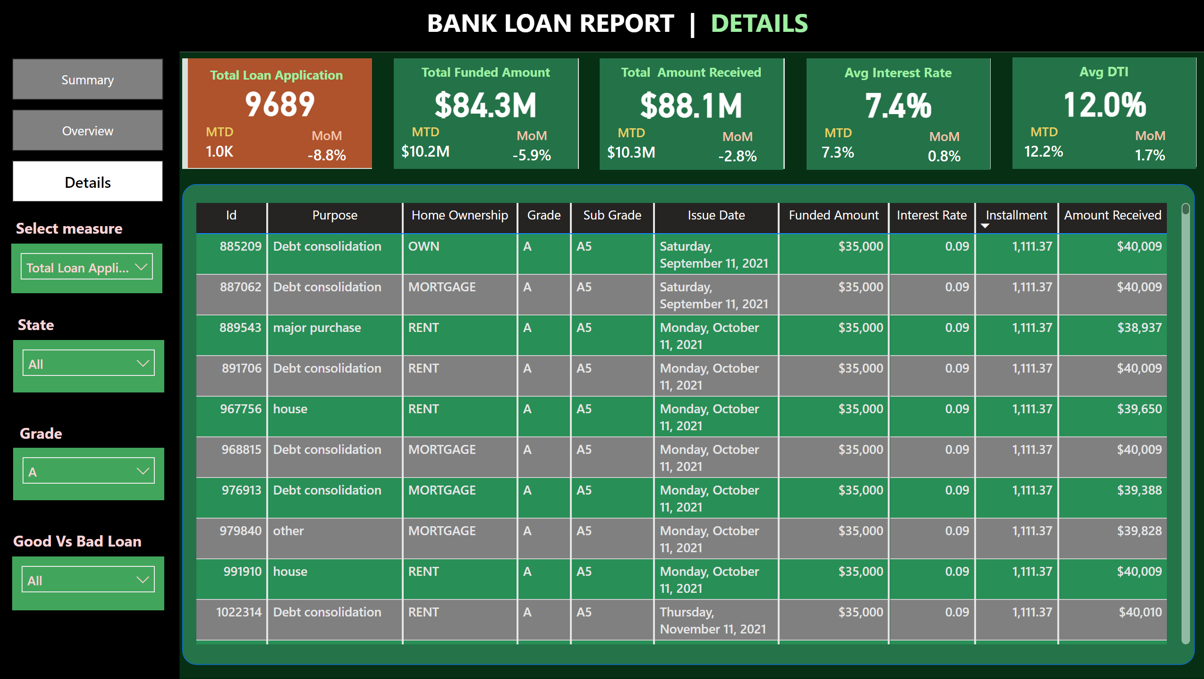 BANK LOAN REPORT | DETAILS
Summary
Overview
Details
Select measure
Total Loan Appli...
State
All
Grade
A
Good Vs Bad Loan
All
Total Loan Application
9689
MTD MoM
1.0K -8.8%
Total Funded Amount
$84.3M
MTD MoM
$10.2M -5.9%
Total Amount Received
$88.1M
MTD MoM
$10.3M -2.8%
Avg Interest Rate
7.4%
MTD MoM
7.3% 0.8%
Avg DTI
12.0%
MTD MoM
12.2% 1.7%
Id Purpose Home Ownership Grade Sub Grade Issue Date Funded Amount Interest Rate Installment Amount Received
885209 Debt consolidation OWN A A5 Saturday, $35,000 0.09 1,111.37 $40,009
September 11, 2021
887062 Debt consolidation MORTGAGE A A5 Saturday, $35,000 0.09 1,111.37 $40,009
September 11, 2021
889543 major purchase RENT A A5 Monday, October $35,000 0.09 1,111.37 $38,937
11, 2021
891706 Debt consolidation RENT A A5 Monday, October $35,000 0.09 1,111.37 $40,009
11, 2021
967756 house RENT A A5 Monday, October $35,000 0.09 1,111.37 $39,650
11, 2021
968815 Debt consolidation MORTGAGE A A5 Monday, October $35,000 0.09 1,111.37 $40,009
11, 2021
976913 Debt consolidation MORTGAGE A A5 Monday, October $35,000 0.09 1,111.37 $39,388
11, 2021
979840 other MORTGAGE A A5 Monday, October $35,000 0.09 1,111.37 $39,828
11, 2021
991910 house RENT A A5 Monday, October $35,000 0.09 1,111.37 $40,009
11, 2021
1022314 Debt consolidation RENT A A5 Thursday, $35,000 0.09 1,111.37 $40,010
November 11, 2021